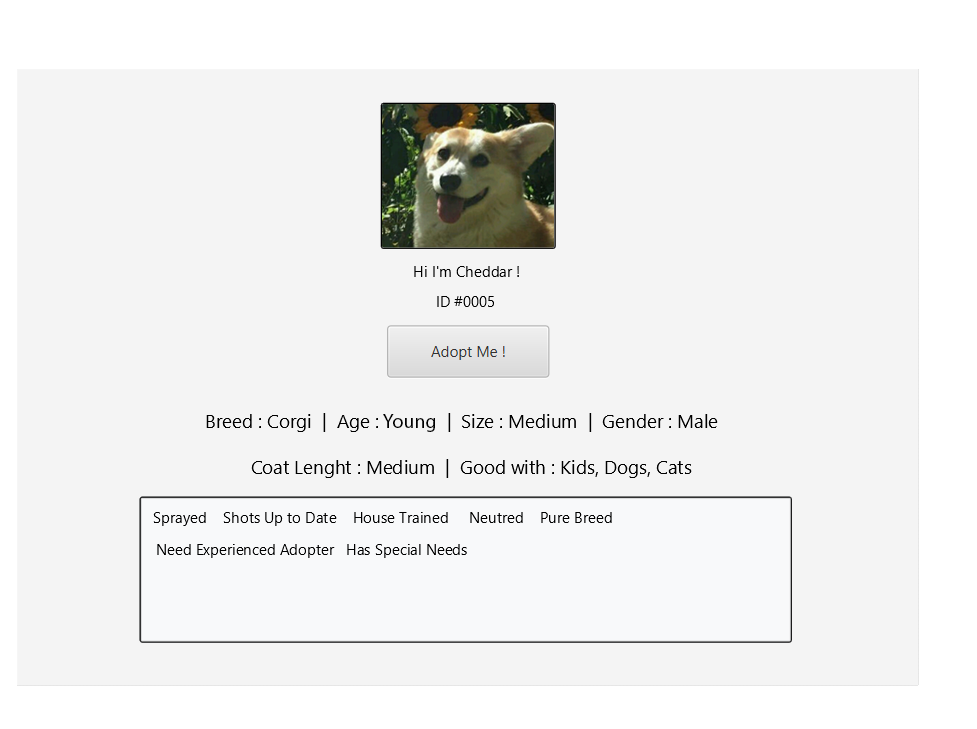 Hi I'm Cheddar !
ID #0005
Adopt Me !
Breed : Corgi | Age : Young | Size : Medium | Gender : Male
Coat Lenght : Medium | Good with : Kids, Dogs, Cats
Sprayed Shots Up to Date House Trained Neutred Pure Breed
Need Experienced Adopter Has Special Needs